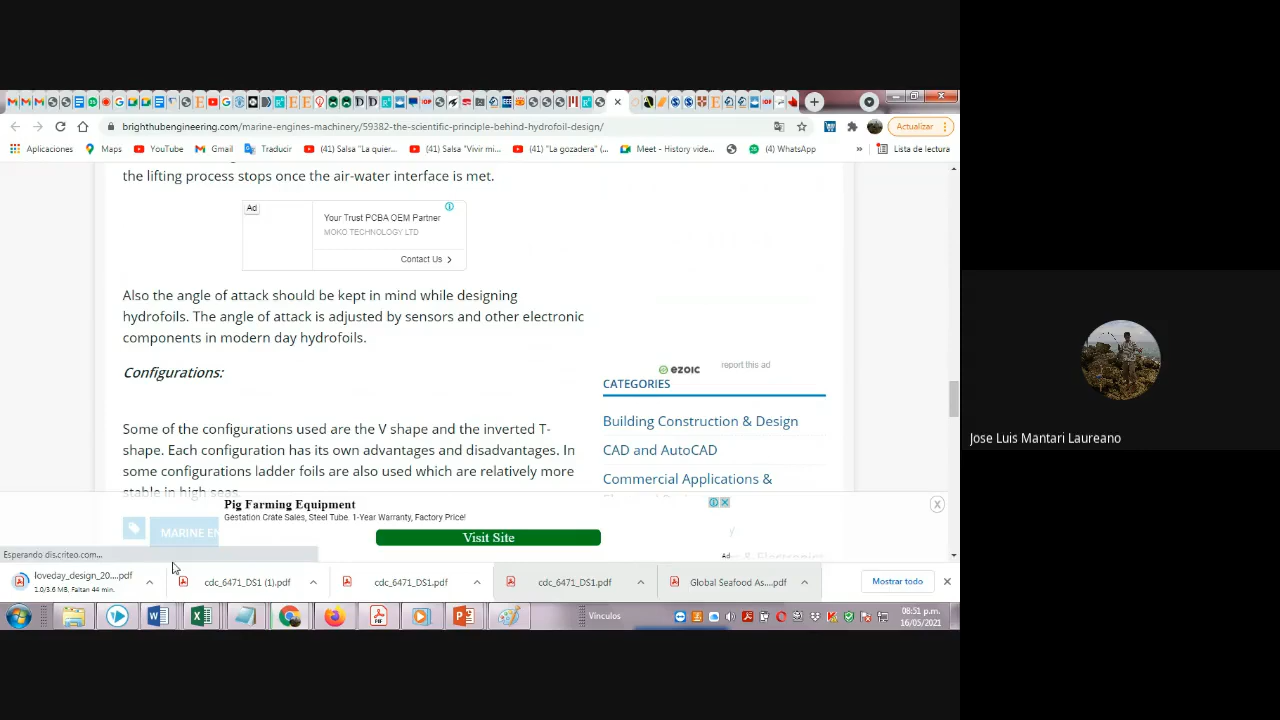 brighthubengine
m/marine-engines-machinery/59382-the-scientific-principle-behind-hydrofoil-design/
Actualizar
Aplicaciones
Maps
YouTube
Gmail
Traducir
(41) Salsa "La quier...
(41) Salsa "Vivir mi...
(41) "La gozadera" (...
Meet - History vide...
(4) WhatsApp
»
Lista de lectura
the lifting process stops once the air-water interface is met.
Ad
Your Trust PCBA OEM Partner
MOKO TECHNOLOGY LTD
Contact Us
Also the angle of attack should be kept in mind while designing
hydrofoils. The angle of attack is adjusted by sensors and other electronic
components in modern day hydrofoils.
Configurations:
Some of the configurations used are the V shape and the inverted T-
shape. Each configuration has its own advantages and disadvantages. In
some configurations ladder foils are also used which are relatively more
stable in high seas.
MARINE EN
ezoic
report this ad
CATEGORIES
Building Construction & Design
CAD and AutoCAD
Commercial Applications &
Pig Farming Equipment
Gestation Crate Sales, Steel Tube. 1-Year Warranty, Factory Price!
Visit Site
y
Ad
Esperando dis.criteo.com...
loveday_design_20....pdf
1.0/3.6 MB, Faltan 44 min.
cdc_6471_DS1 (1).pdf
cdc_6471_DS1.pdf
cdc_6471_DS1.pdf
Global Seafood As....pdf
Mostrar todo
Vínculos
08:51 p.m.
16/05/2021
Jose Luis Mantari Laureano